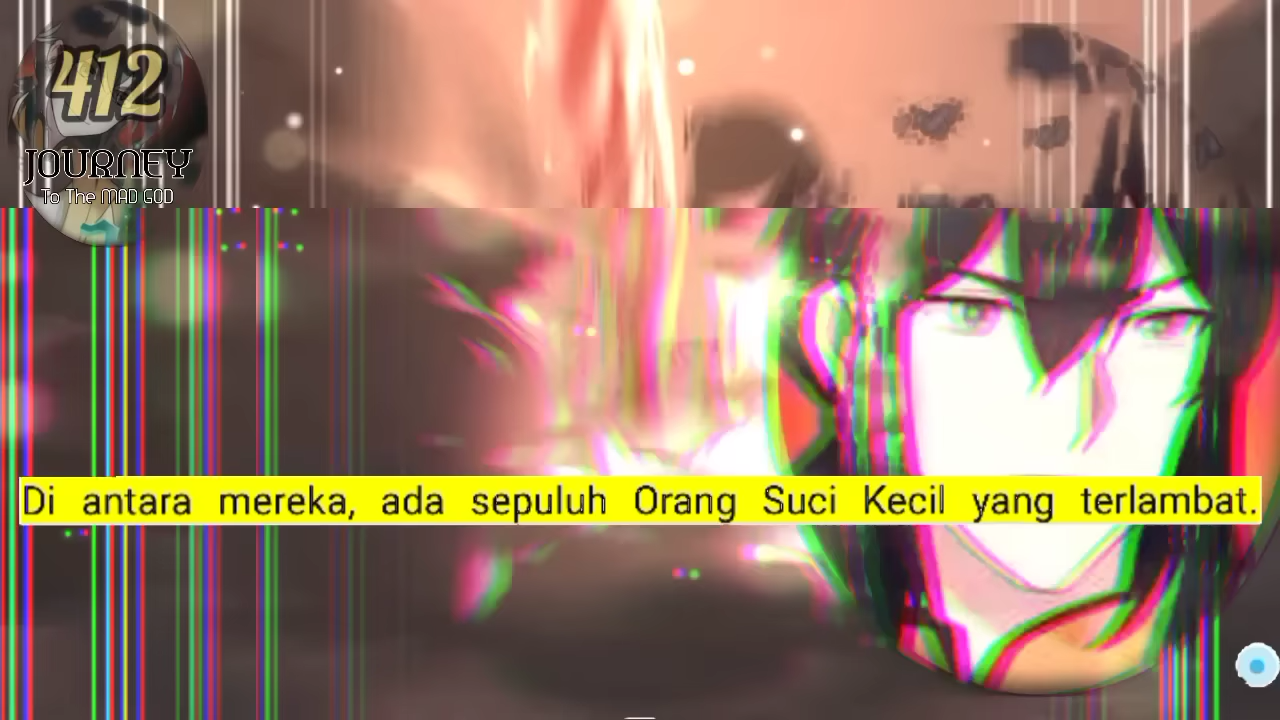 412
JOURNEY
To The MAD GOD
Di antara mereka, ada sepuluh Orang Suci Kecil yang terlambat.